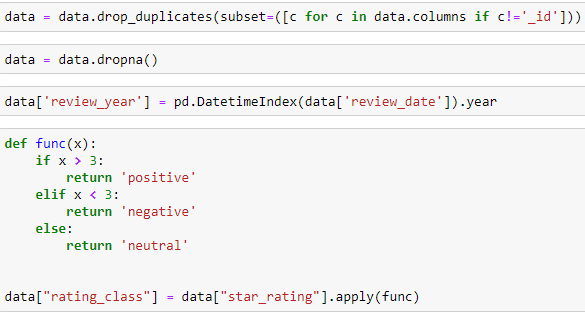 data = data.drop_duplicates(subset=([c for c in data.columns if c!='_id']))
data = data.dropna()
data['review_year'] = pd.DatetimeIndex(data['review_date']).year
def func(x):
    if x > 3:
        return 'positive'
    elif x < 3:
        return 'negative'
    else:
        return 'neutral'
data["rating_class"] = data["star_rating"].apply(func)